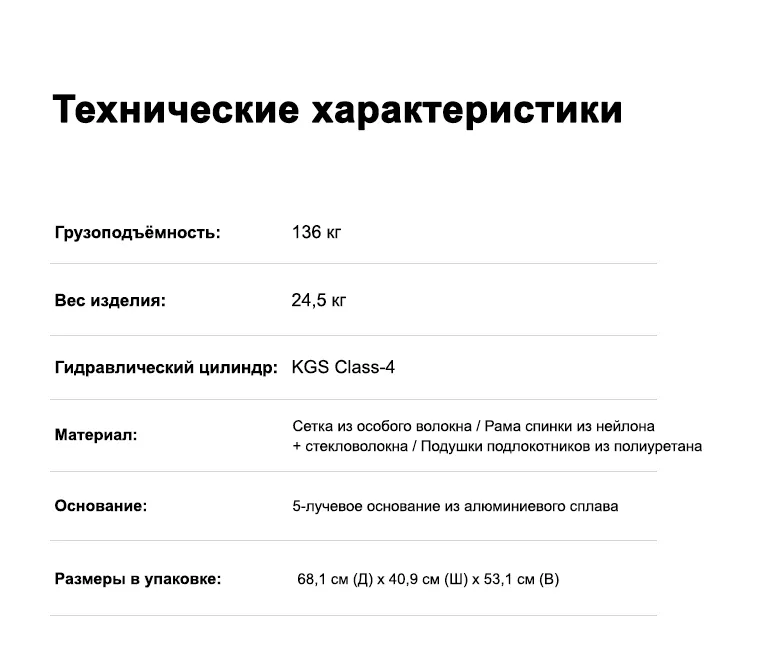 Технические характеристики
Грузоподъёмность: 136 кг
Вес изделия: 24,5 кг
Гидравлический цилиндр: KGS Class-4
Материал: Сетка из особого волокна / Рама спинки из нейлона
+ стекловолокна / Подушки подлокотников из полиуретана
Основание: 5-лучевое основание из алюминиевого сплава
Размеры в упаковке: 68,1 см (Д) x 40,9 см (Ш) x 53,1 см (В)